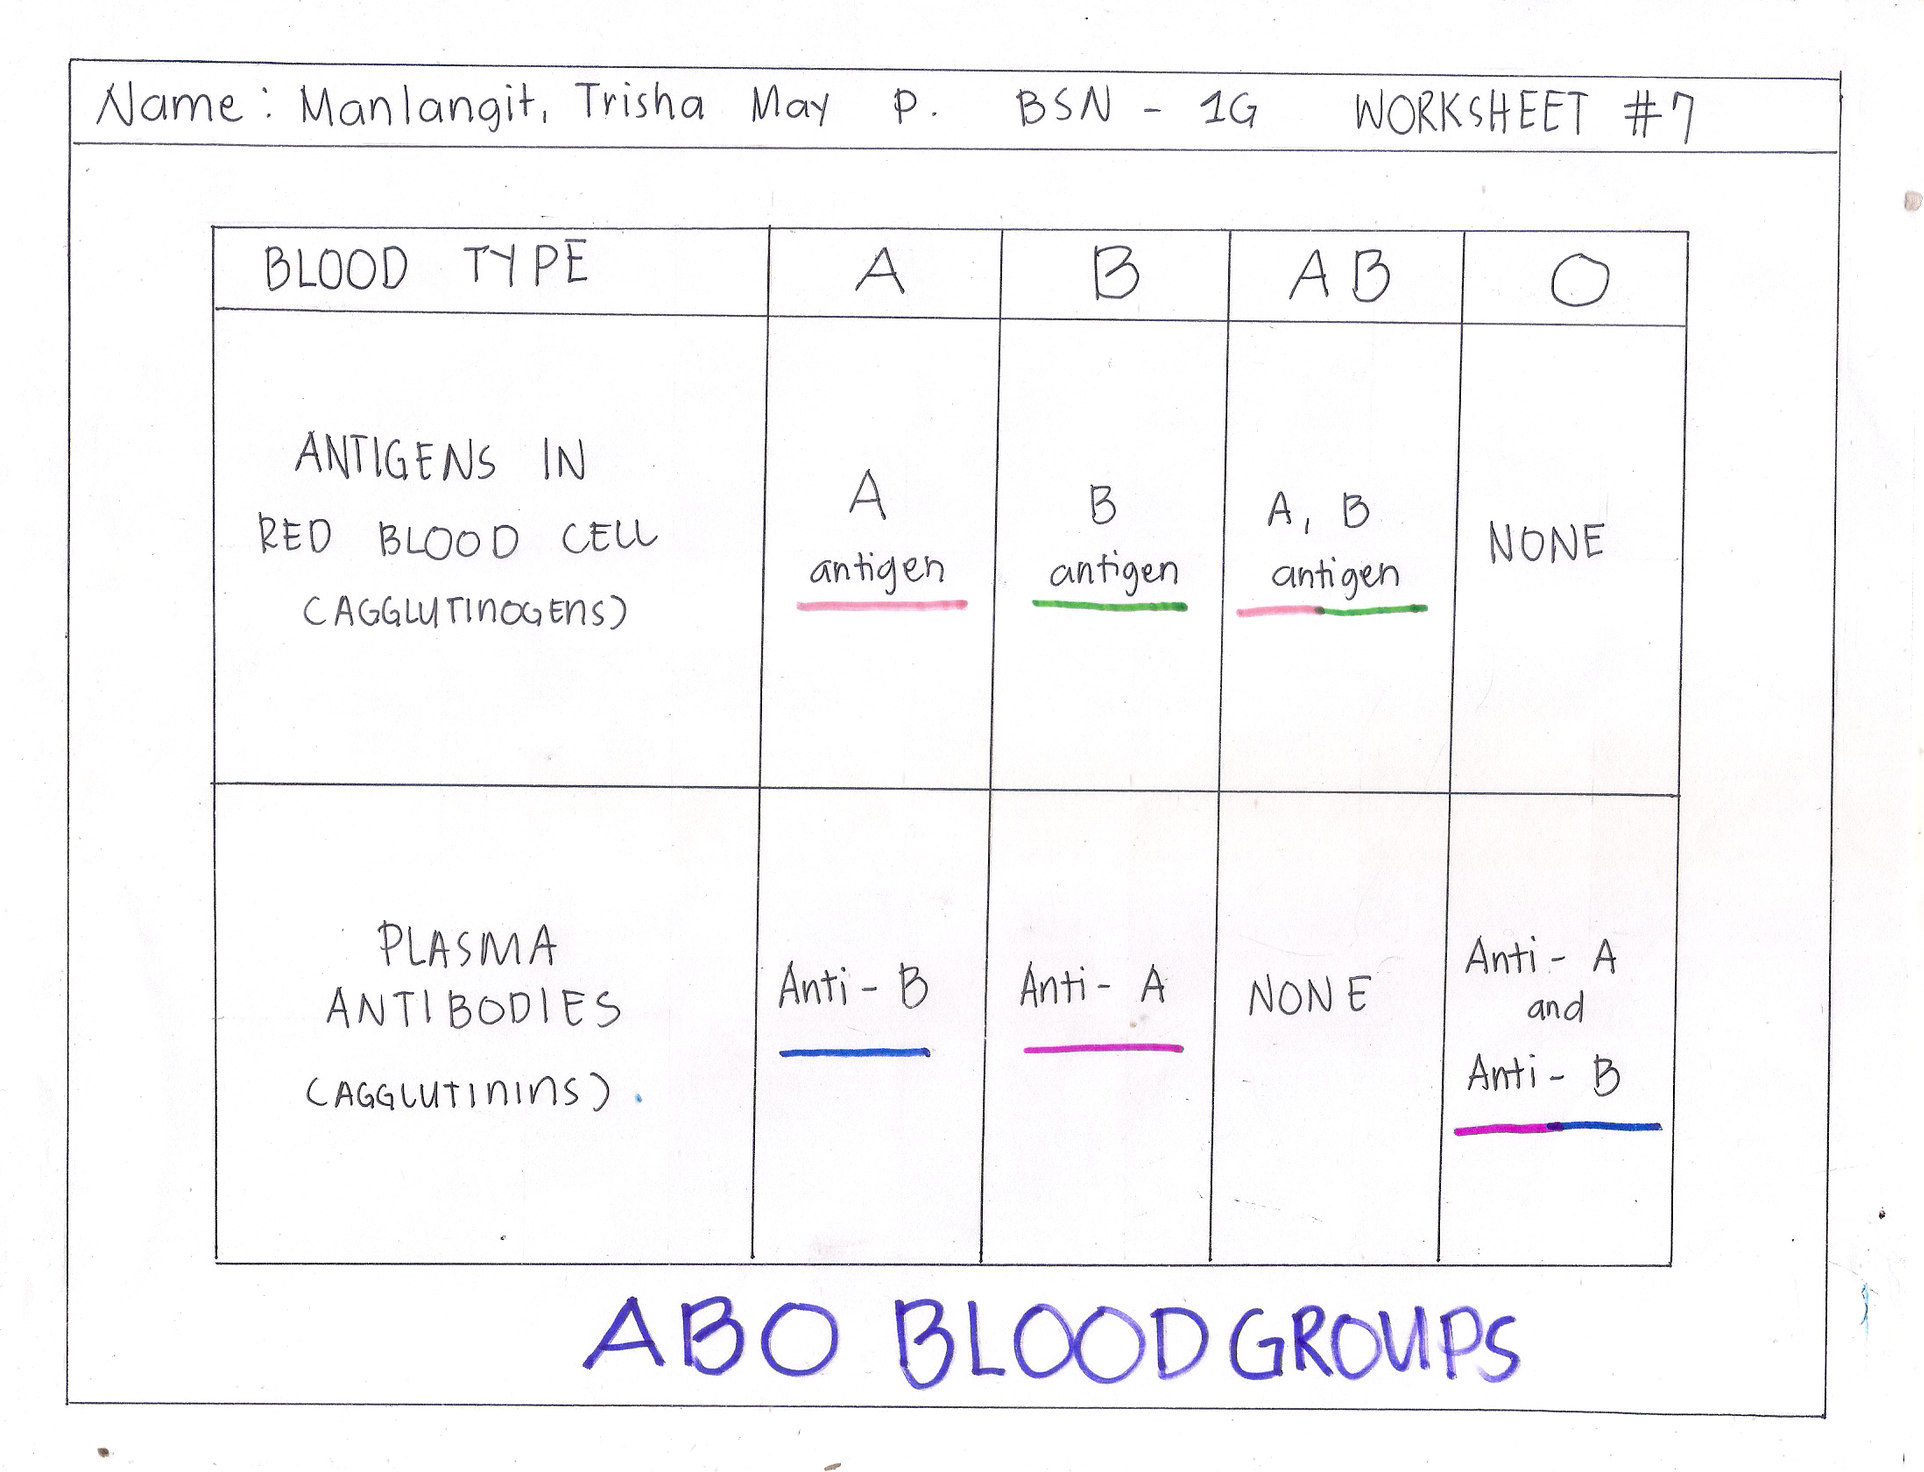 Name: Manlangit, Trisha May P. BSN - 1G WORKSHEET #7
BLOOD TYPE A B AB O
ANTIGENS IN
RED BLOOD CELL
(AGGLUTINOGENS)
A
antigen
B
antigen
A, B
antigen
NONE
PLASMA
ANTIBODIES
(AGGLUTININS).
Anti - B
Anti - A
NONE
Anti - A
and
Anti - B
ABO BLOOD GROUPS